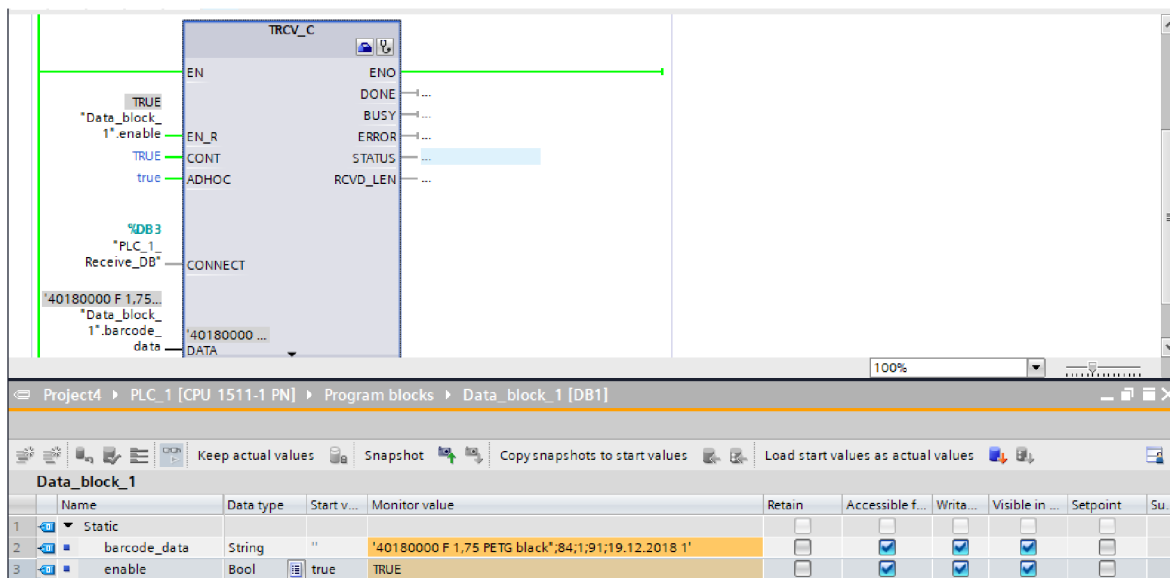 TRCV_C
EN
ENO
DONE
...
TRUE
BUSY
...
"Data_block_
1".enable
EN_R
ERROR
...
TRUE
CONT
STATUS
...
true
ADHOC
RCVD_LEN
...
%DB3
"PLC_1_
Receive_DB"
CONNECT
'40180000 F 1,75...
"Data_block_
1".barcode_
data
'40180000 ...
DATA
100%
Project4 PLC_1 [CPU 1511-1 PN] Program blocks Data_block_1 [DB1]
Keep actual values Snapshot Copy snapshots to start values Load start values as actual values
Data_block_1
Name Data type Start v... Monitor value Retain Accessible f... Writa... Visible in ... Setpoint Su...
1 Static
2 barcode_data String '' '40180000 F 1,75 PETG black";84;1;91;19.12.2018 1'
3 enable Bool true TRUE